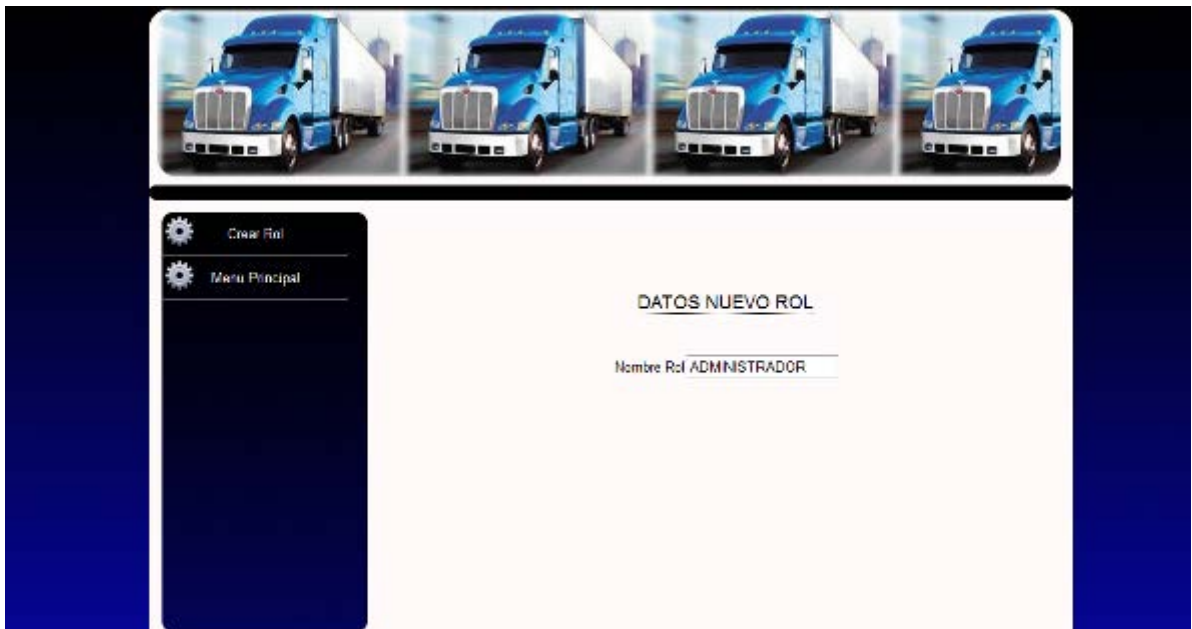 Crear Rol
Menu Principal
DATOS NUEVO ROL
Nombre Rol ADMINISTRADOR